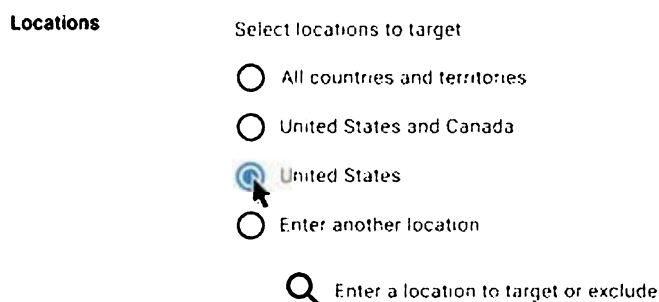 Locations
Select locations to target
All countries and territories
United States and Canada
United States
Enter another location
Enter a location to target or exclude